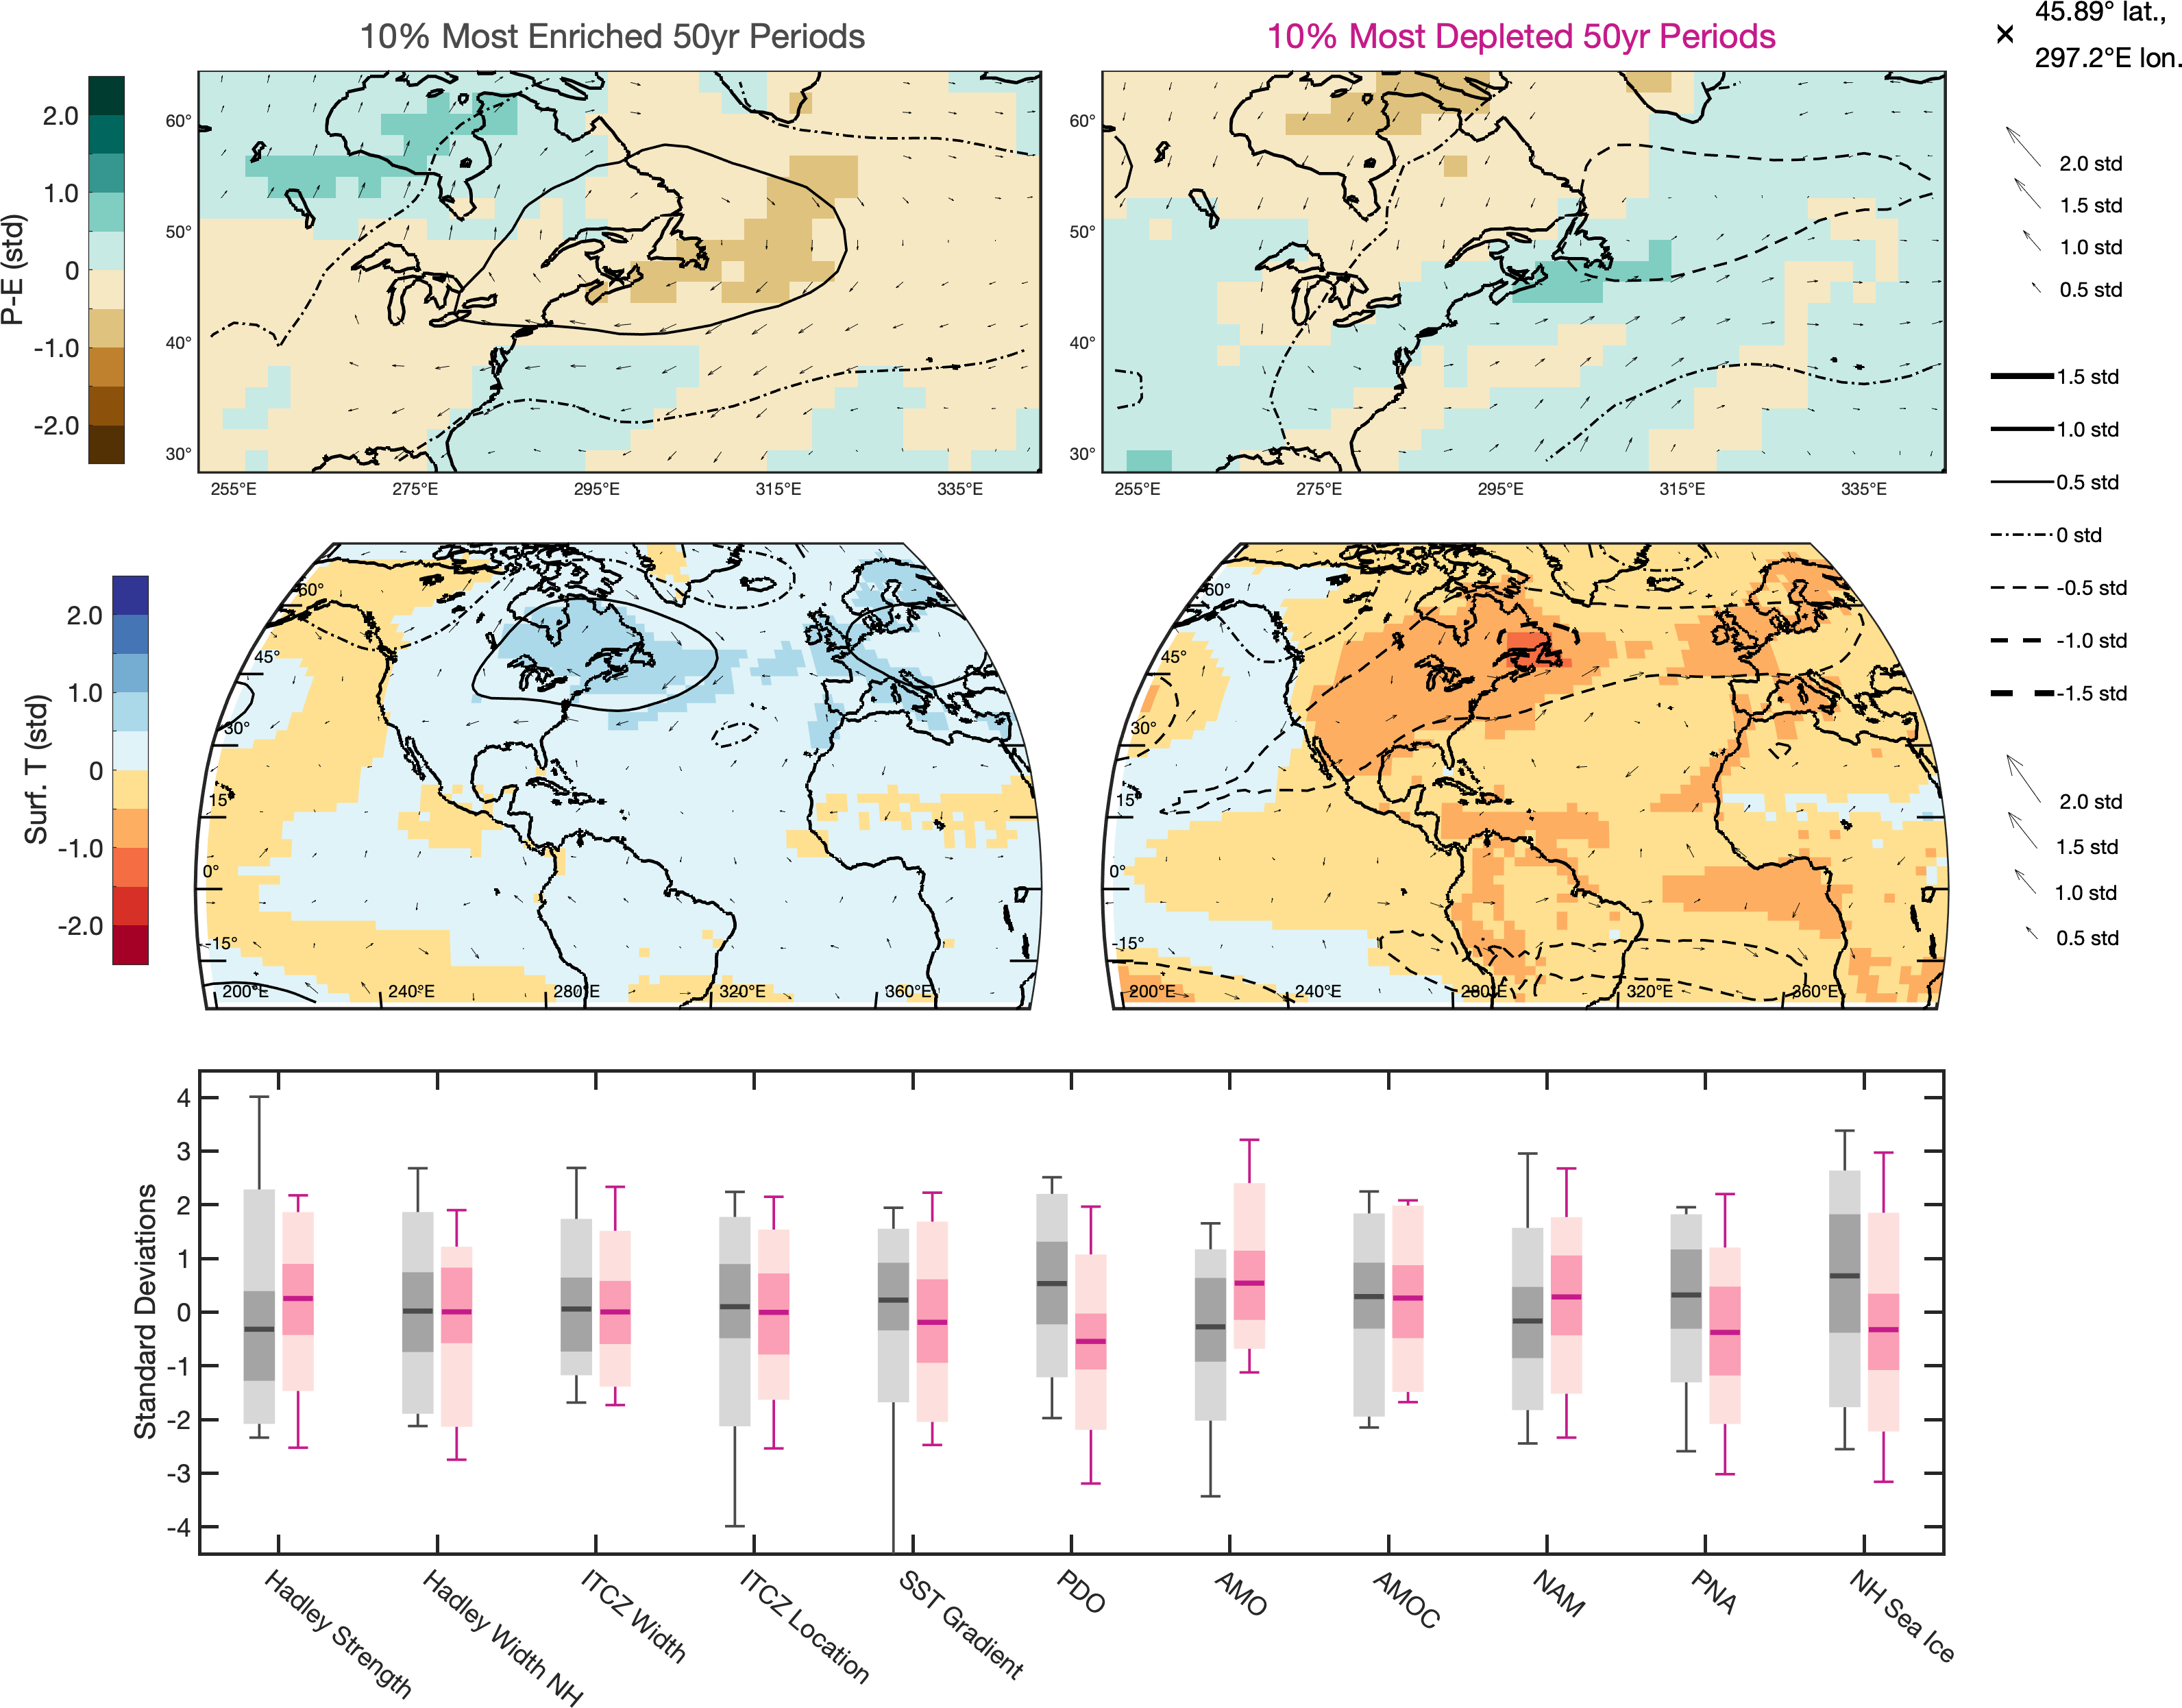 10% Most Enriched 50yr Periods
10% Most Depleted 50yr Periods
× 45.89° lat.,
297.2°E lon.
P-E (std)
2.0
1.0
0
-1.0
-2.0
60°
50°
40°
30°
255°E 275°E 295°E 315°E 335°E
60°
50°
40°
30°
255°E 275°E 295°E 315°E 335°E
2.0 std
1.5 std
1.0 std
0.5 std
1.5 std
1.0 std
0.5 std
0 std
-0.5 std
-1.0 std
-1.5 std
Surf. T (std)
2.0
1.0
0
-1.0
-2.0
60°
45°
30°
15
0°
-15°
200°E 240°E 280°E 320°E 360°E
60°
45°
30°
15
0°
-15°
200°E 240°E 280°E 320°E 360°E
2.0 std
1.5 std
1.0 std
0.5 std
Standard Deviations
4
3
2
1
0
-1
-2
-3
-4
Hadley Strength
Hadley Width NH
ITCZ Width
ITCZ Location
SST Gradient
PDO
AMO
AMOC
NAM
PNA
NH Sea Ice